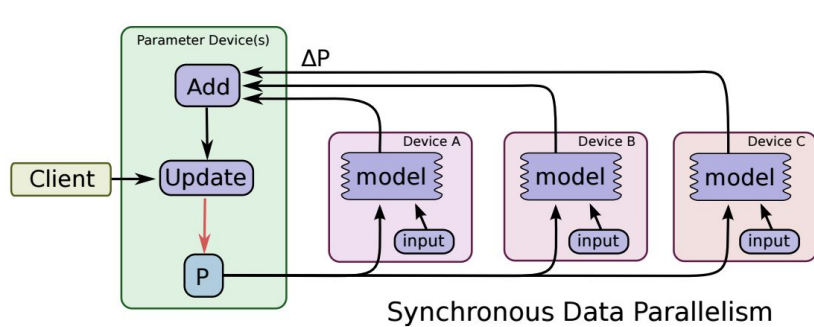 Parameter Device(s)
ΔP
Add
Device A
Device B
Device C
Client
Update
model
model
model
input
input
input
P
Synchronous Data Parallelism